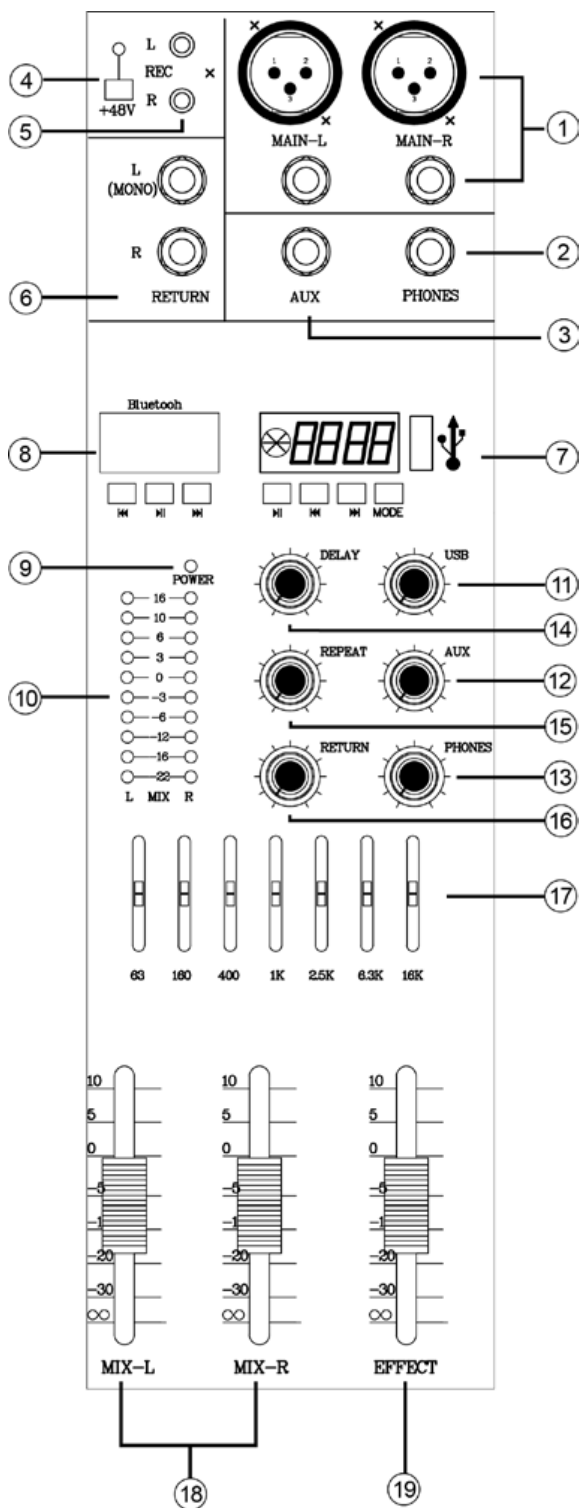 L
④ REC
+48V R
⑤
1 2 3
1 2 3
①
MAIN-L MAIN-R
L
(MONO)
R
②
⑥ RETURN AUX PHONES
③
Bluetooh
⑧ 8888 ⑦
MODE
⑨ POWER
DELAY USB ⑪
⑭
16
10
6
3
0
-3
-6
-12
16
-22
L MIX R
⑩
REPEAT AUX ⑫
⑮
RETURN PHONES ⑬
⑯
⑰
63 160 400 1K 2.5K 6.3K 16K
10 10 10
5 5 5
0 0 0
-5 -5 -5
-1 -1 -1
-20 -20 -20
-30 -30 -30
∞ ∞ ∞
MIX-L MIX-R EFFECT
⑱ ⑲